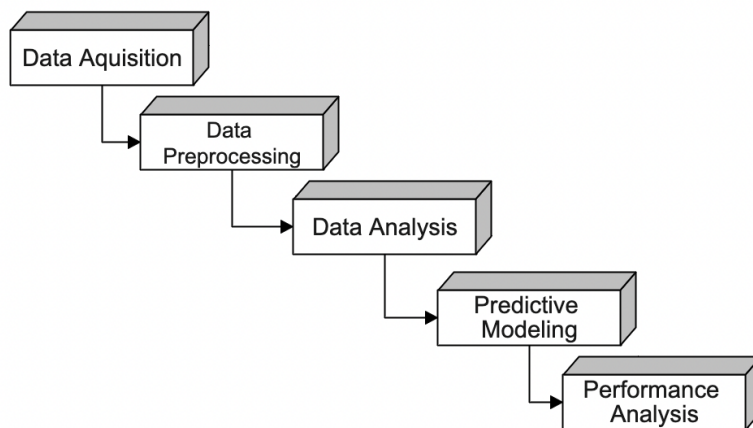 Data Aquisition
Data
Preprocessing
Data Analysis
Predictive
Modeling
Performance
Analysis